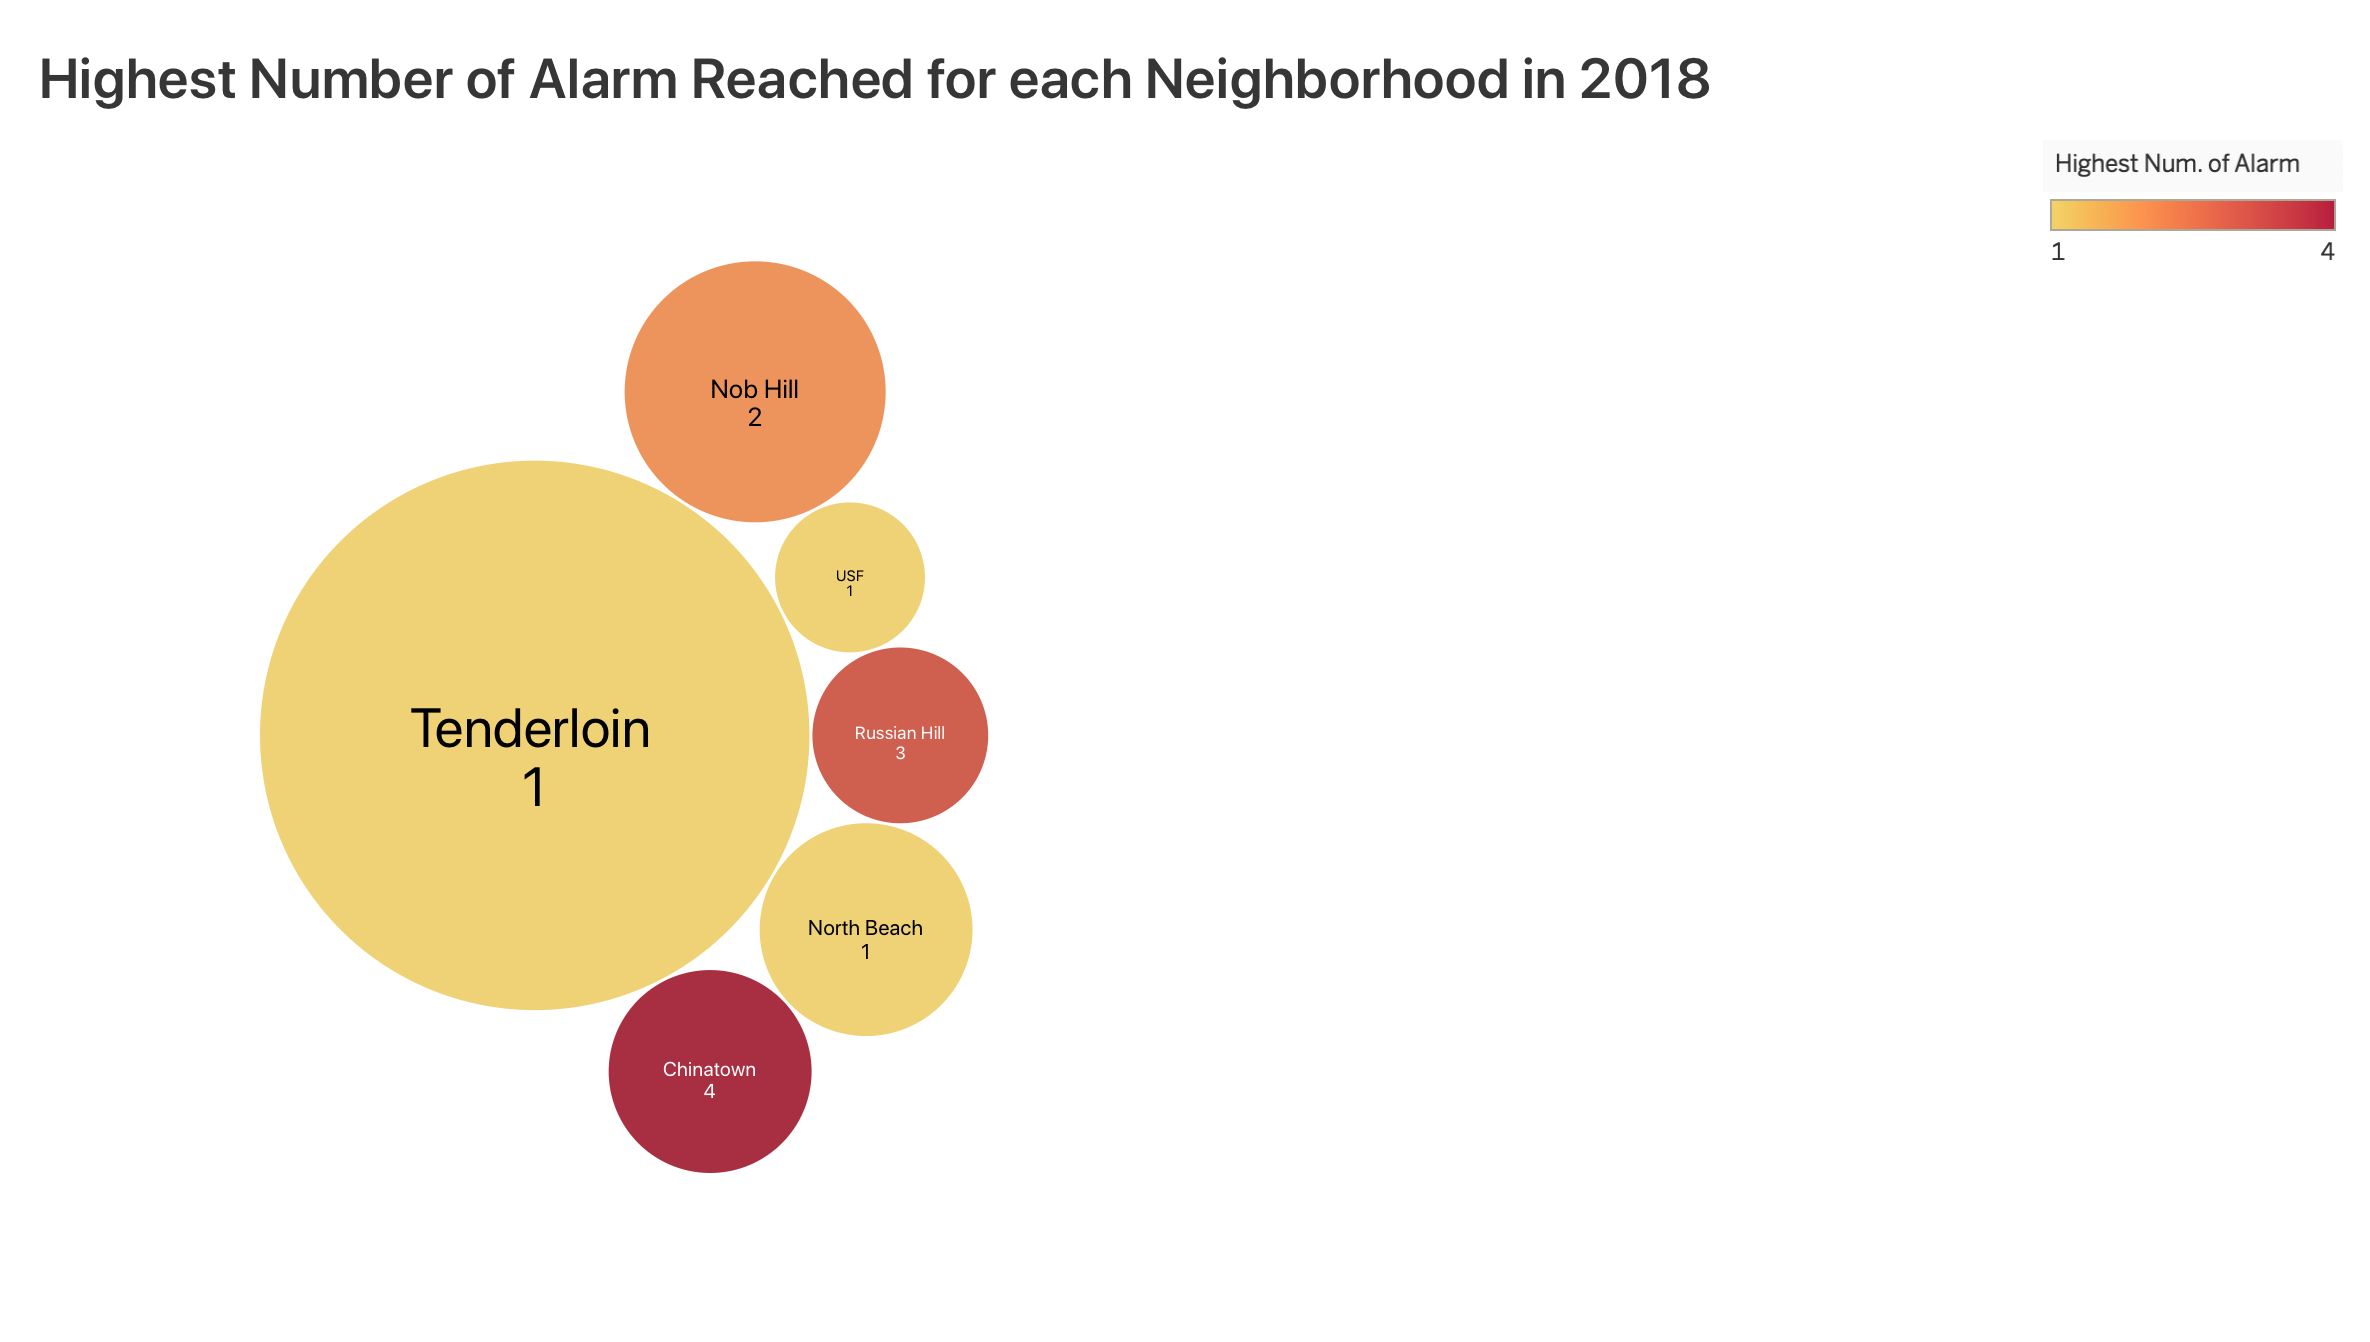 Highest Number of Alarm Reached for each Neighborhood in 2018
Highest Num. of Alarm
1 4
Nob Hill
2
USF
1
Tenderloin
1
Russian Hill
3
North Beach
1
Chinatown
4